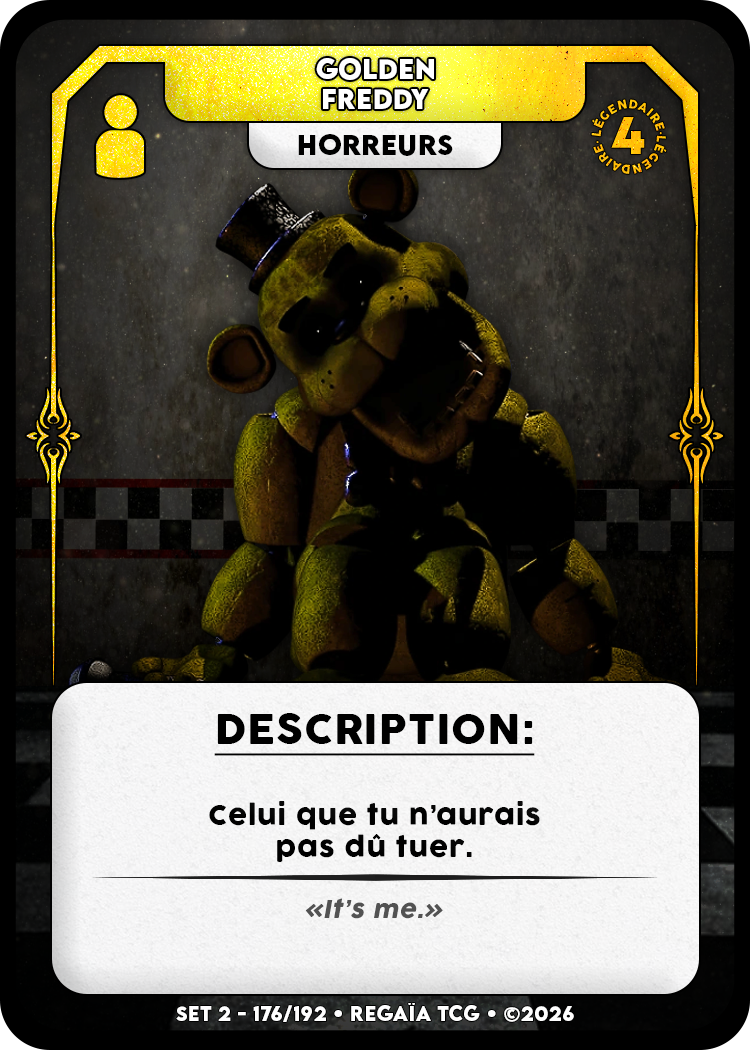 GOLDEN
FREDDY
HORREURS
LÉGENDAIRE·LÉGENDAIRE·
4
DESCRIPTION:
Celui que tu n’aurais
pas dû tuer.
«It’s me.»
SET 2 - 176/192 • REGAÏA TCG • ©2026